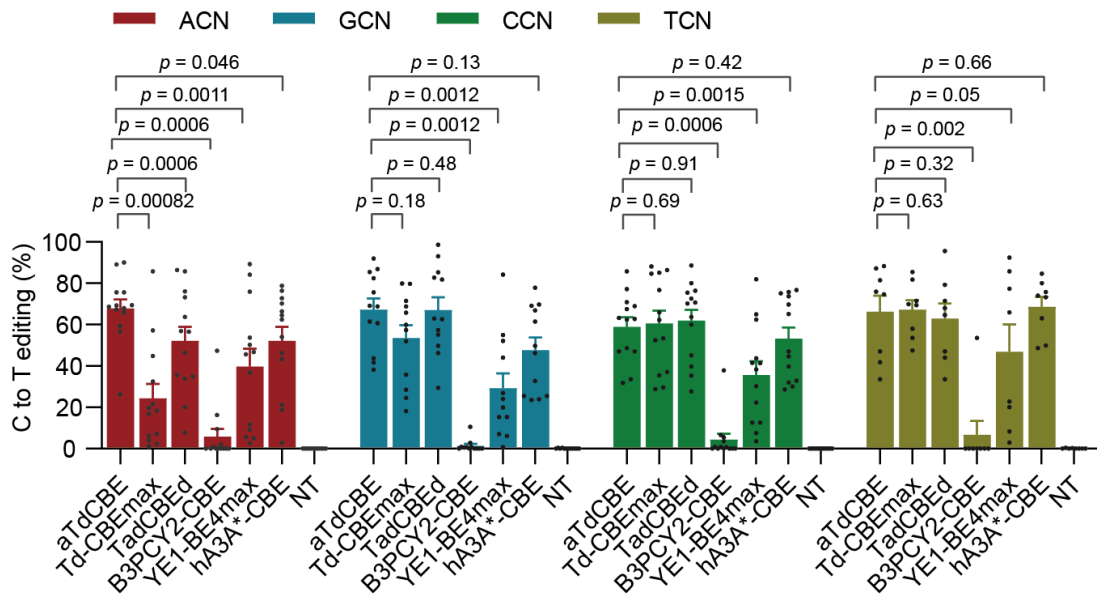 ACN GCN CCN TCN
p = 0.046 p = 0.13 p = 0.42 p = 0.66
p = 0.0011 p = 0.0012 p = 0.0015 p = 0.05
p = 0.0006 p = 0.0012 p = 0.0006 p = 0.002
p = 0.0006 p = 0.48 p = 0.91 p = 0.32
p = 0.00082 p = 0.18 p = 0.69 p = 0.63
C to T editing (%)
100
80
60
40
20
0
aTdCBE
Td-CBEmax
TadCBEd
B3PCY2-CBE
YE1-BE4max
hA3A*-CBE
NT
aTdCBE
Td-CBEmax
TadCBEd
B3PCY2-CBE
YE1-BE4max
hA3A*-CBE
NT
aTdCBE
Td-CBEmax
TadCBEd
B3PCY2-CBE
YE1-BE4max
hA3A*-CBE
NT
aTdCBE
Td-CBEmax
TadCBEd
B3PCY2-CBE
YE1-BE4max
hA3A*-CBE
NT